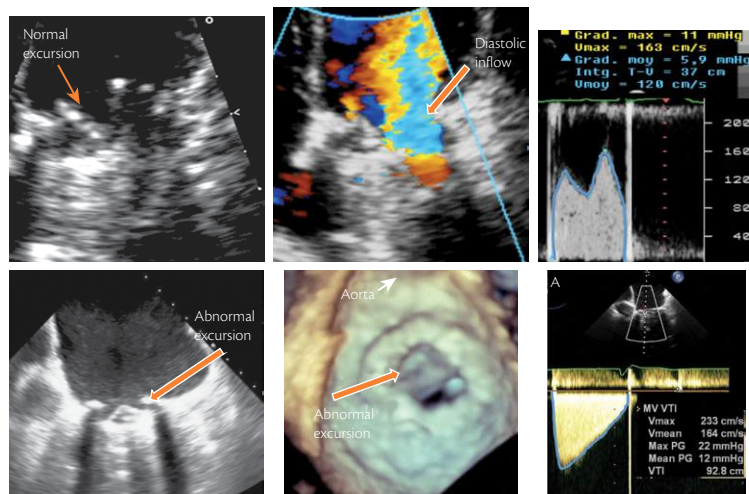 Normal
excursion
Diastolic
inflow
Grad. max = 11 mmHg
Vmax = 163 cm/s
Grad. moy = 5,9 mmHg
Intg. T-V = 37 cm
Vmoy = 120 cm/s
200
160
120
80
40
Abnormal
excursion
Aorta
Abnormal
excursion
A
MV VTI
Vmax 233 cm/s
Vmean 164 cm/s
Max PG 22 mmHg
Mean PG 12 mmHg
VTI 92.8 cm